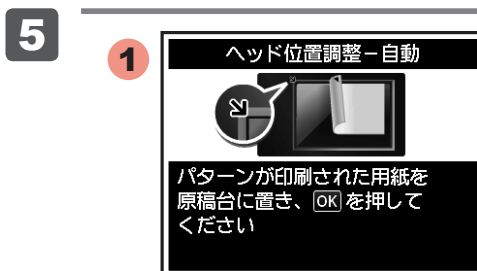 5
1
ヘッド位置調整－自動
パターンが印刷された用紙を
原稿台に置き、OKを押して
ください